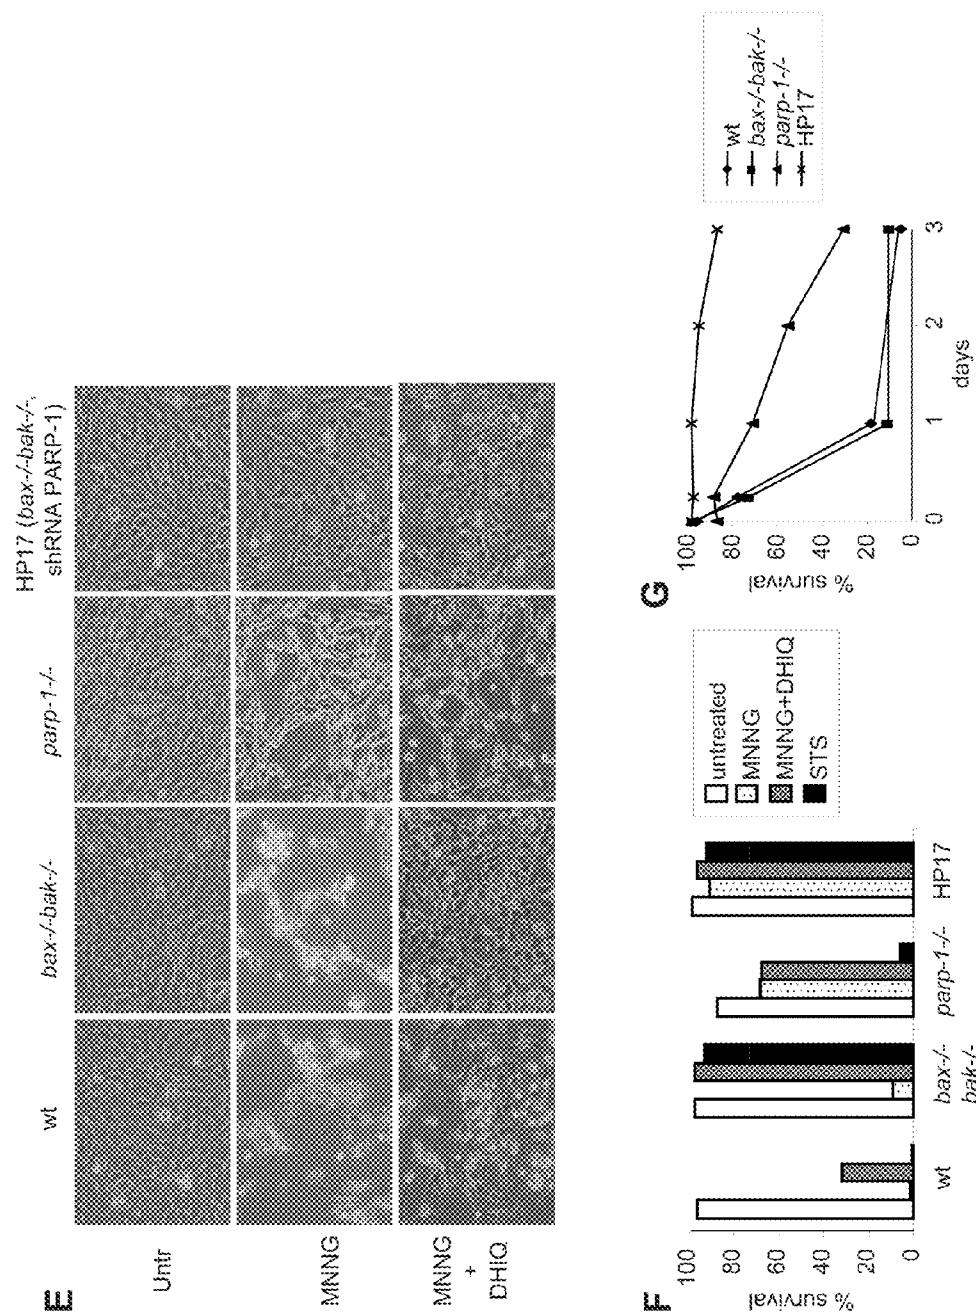 E
wt
bax-/-bak-/-
parp-1-/-
HP17 (bax-/-bak-/-,
shRNA PARP-1)
Untr
MNNG
MNNG
+
DHIQ
F
% survival
100
80
60
40
20
0
wt
bax-/-
bak-/-
parp-1-/-
HP17
untreated
MNNG
MNNG+DHIQ
STS
G
% survival
100
80
60
40
20
0
0
1
2
3
days
wt
bax-/-bak-/-
parp-1-/-
HP17